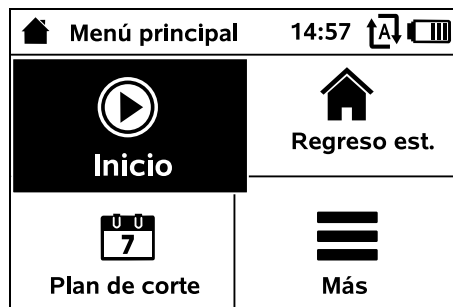 Menú principal 14:57 A
Inicio
Regreso est.
7
Plan de corte
Más